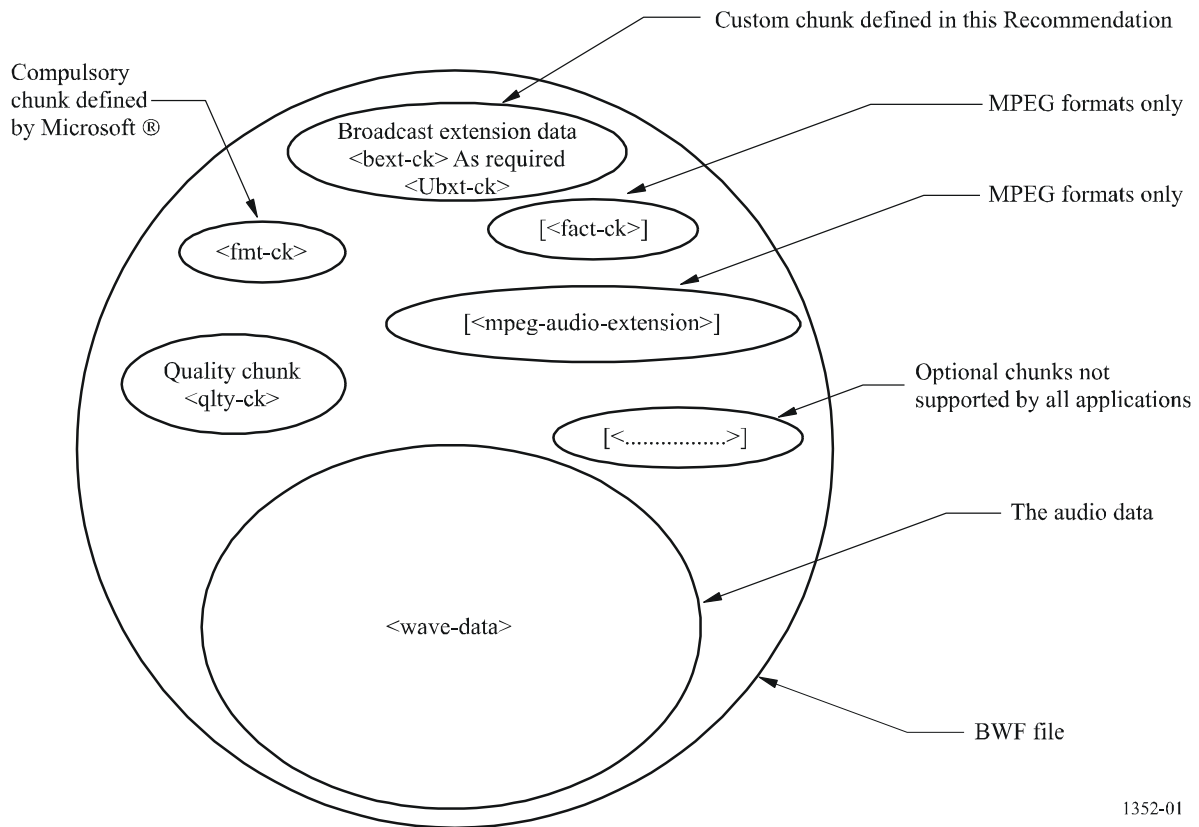 Custom chunk defined in this Recommendation
Compulsory
chunk defined
by Microsoft ®
MPEG formats only
Broadcast extension data
<bext-ck> As required
<Ubxt-ck>
MPEG formats only
[<fact-ck>]
<fmt-ck>
[<mpeg-audio-extension>]
Quality chunk
<qlty-ck>
Optional chunks not
supported by all applications
[<.................>]
The audio data
<wave-data>
BWF file
1352-01